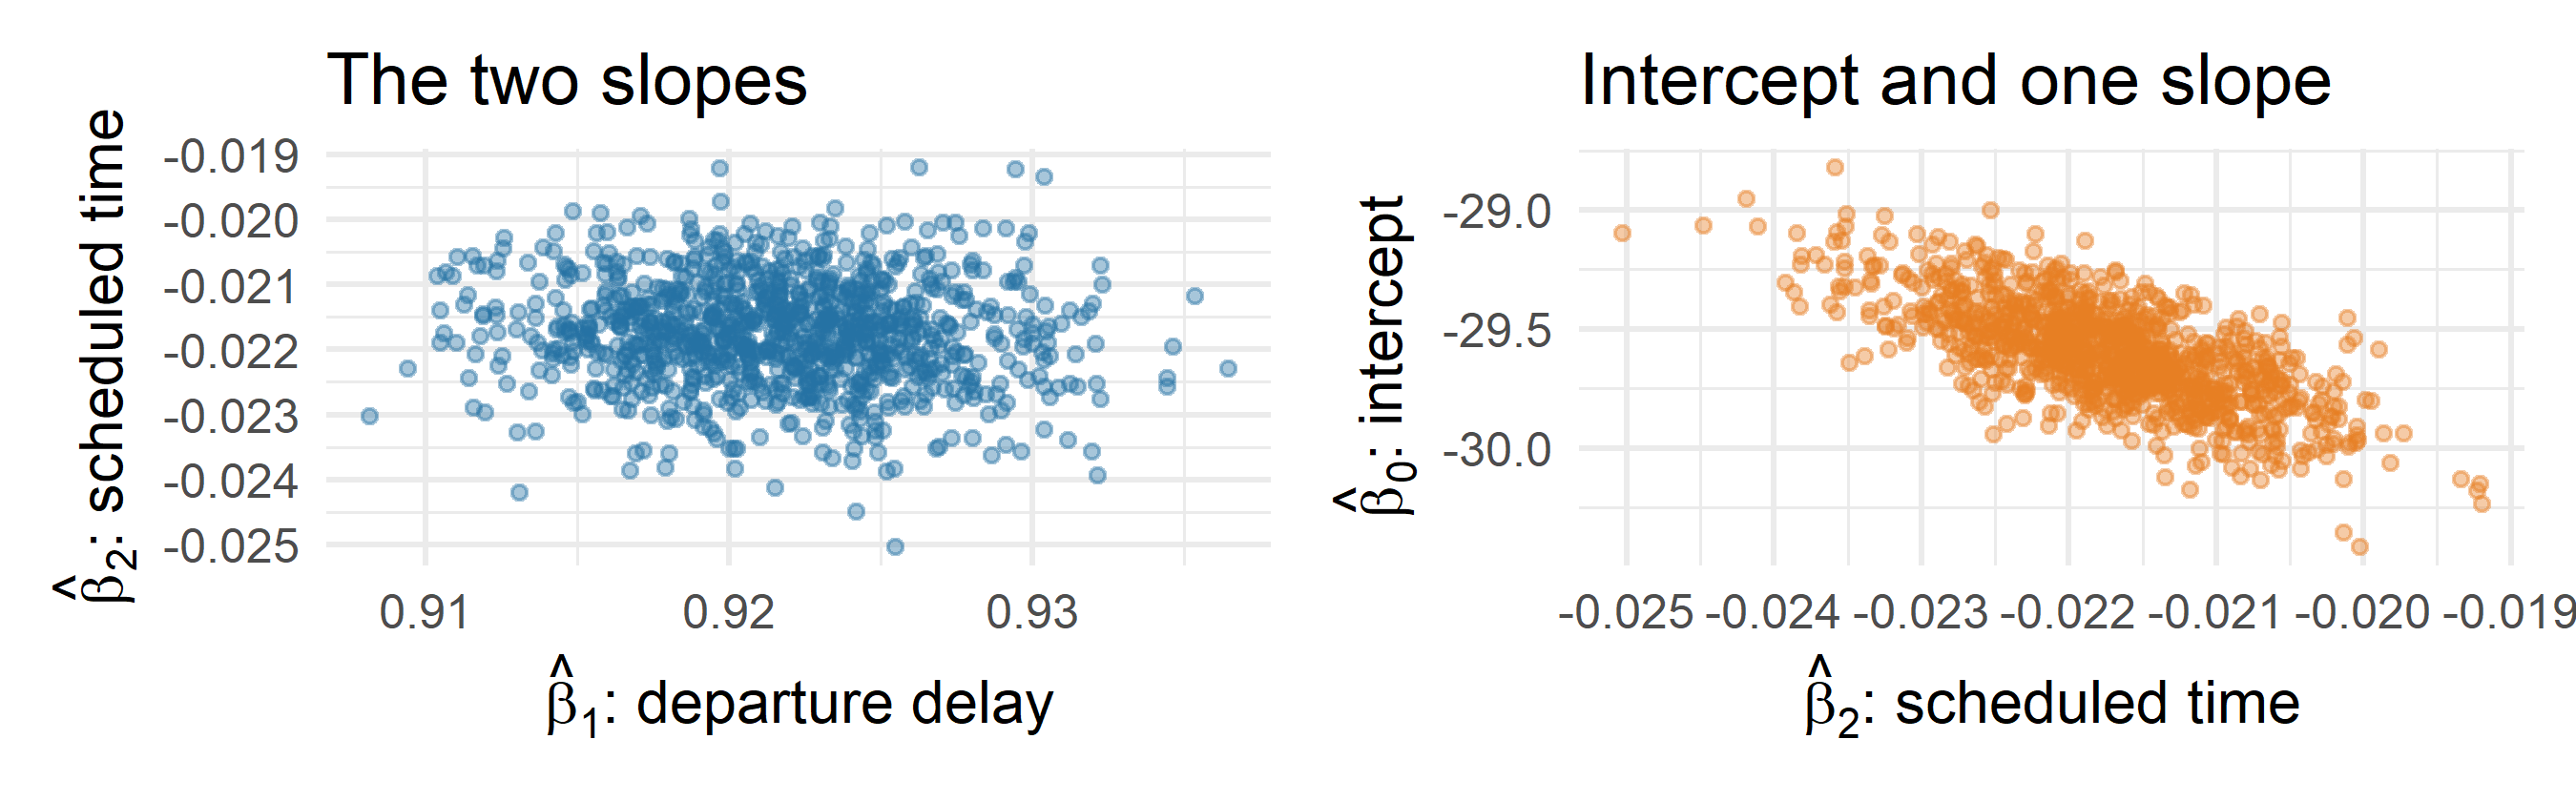 The two slopes
β̂₂: scheduled time
-0.019
-0.020
-0.021
-0.022
-0.023
-0.024
-0.025
0.91 0.92 0.93
β̂₁: departure delay
Intercept and one slope
β̂₀: intercept
-29.0
-29.5
-30.0
-0.025 -0.024 -0.023 -0.022 -0.021 -0.020 -0.019
β̂₂: scheduled time